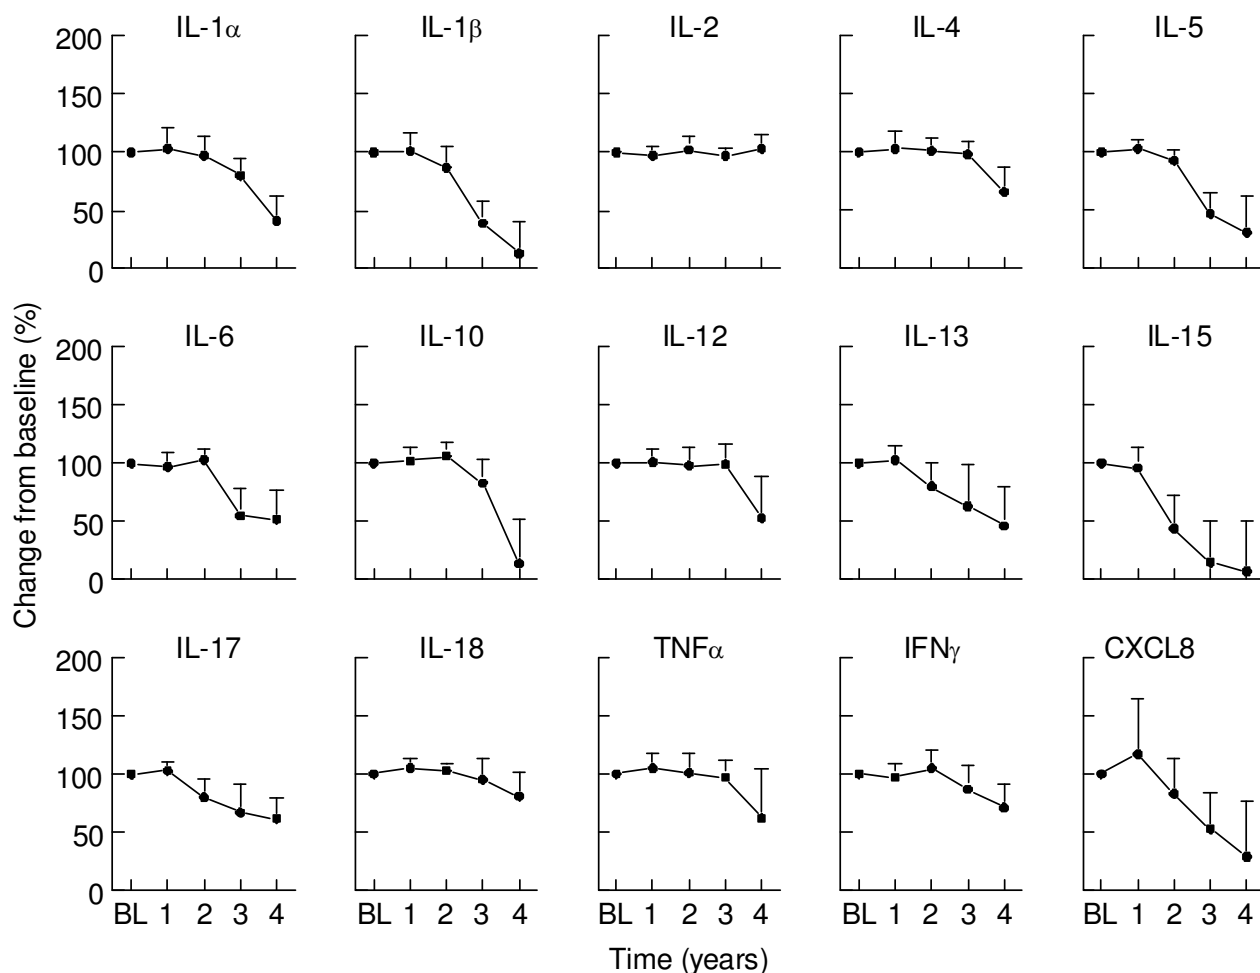 IL-1α IL-1β IL-2 IL-4 IL-5
200
150
100
50
0
IL-6 IL-10 IL-12 IL-13 IL-15
200
150
100
50
0
Change from baseline (%)
IL-17 IL-18 TNFα IFNγ CXCL8
200
150
100
50
0
BL 1 2 3 4 BL 1 2 3 4 BL 1 2 3 4 BL 1 2 3 4 BL 1 2 3 4
Time (years)